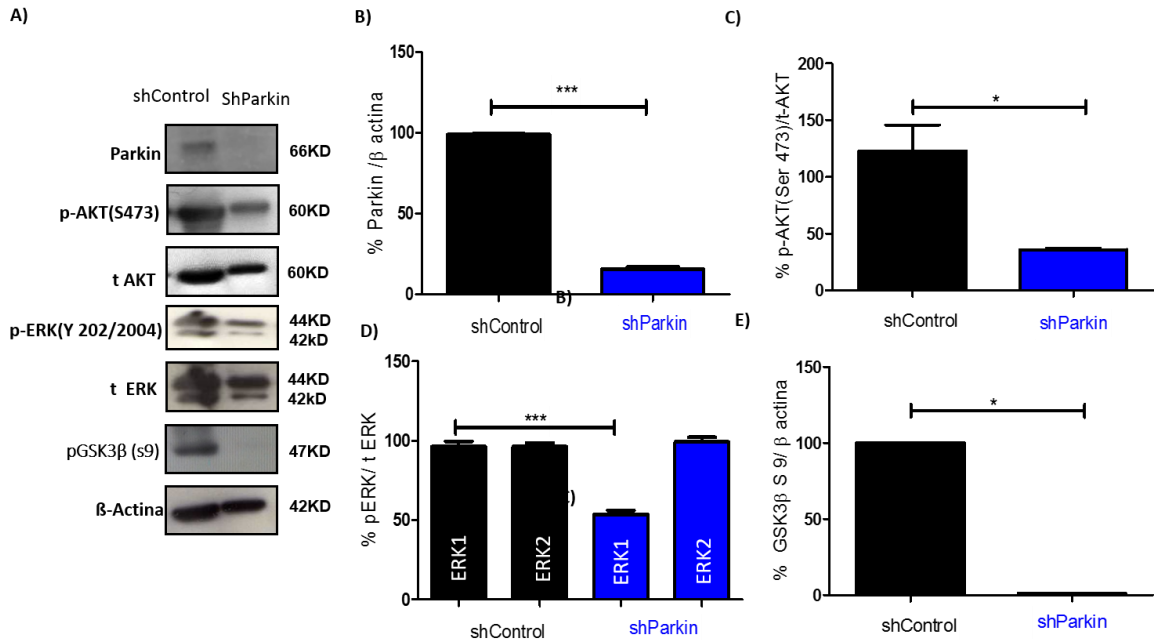 A)
shControl ShParkin
Parkin 66KD
p-AKT(S473) 60KD
t AKT 60KD
p-ERK(Y 202/2004) 44KD
42kD
t ERK 44KD
42kD
pGSK3β (s9) 47KD
ß-Actina 42KD
B)
% Parkin /β actina
150
100
50
0
***
shControl shParkin
B)
C)
% p-AKT(Ser 473)/t-AKT
200
150
100
50
0
*
shControl shParkin
D)
% pERK/ t ERK
150
100
50
0
***
C)
ERK1 ERK2 ERK1 ERK2
shControl shParkin
E)
% GSK3β S 9/ β actina
150
100
50
0
*
shControl shParkin